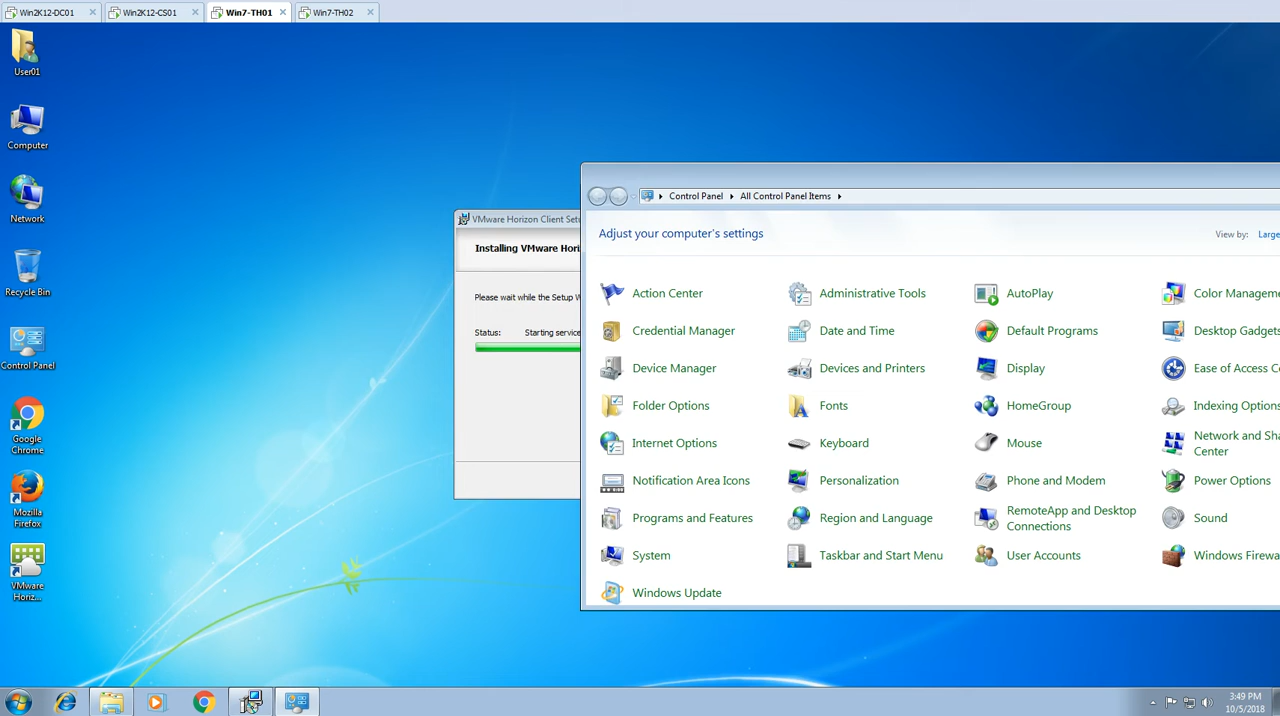 Win2K12-DC01
Win2K12-CS01
Win7-TH01
Win7-TH02
User01
Computer
Network
Recycle Bin
Control Panel
Google
Chrome
Mozilla
Firefox
VMware
Horiz...
VMware Horizon Client Setu
Installing VMware Hori
Please wait while the Setup W
Status: Starting service
Control Panel
All Control Panel Items
Adjust your computer's settings
View by: Large
Action Center
Administrative Tools
AutoPlay
Color Manageme
Credential Manager
Date and Time
Default Programs
Desktop Gadgets
Device Manager
Devices and Printers
Display
Ease of Access Ce
Folder Options
Fonts
HomeGroup
Indexing Options
Internet Options
Keyboard
Mouse
Network and Sha
Center
Notification Area Icons
Personalization
Phone and Modem
Power Options
Programs and Features
Region and Language
RemoteApp and Desktop
Connections
Sound
System
Taskbar and Start Menu
User Accounts
Windows Firewa
Windows Update
3:49 PM
10/5/2018